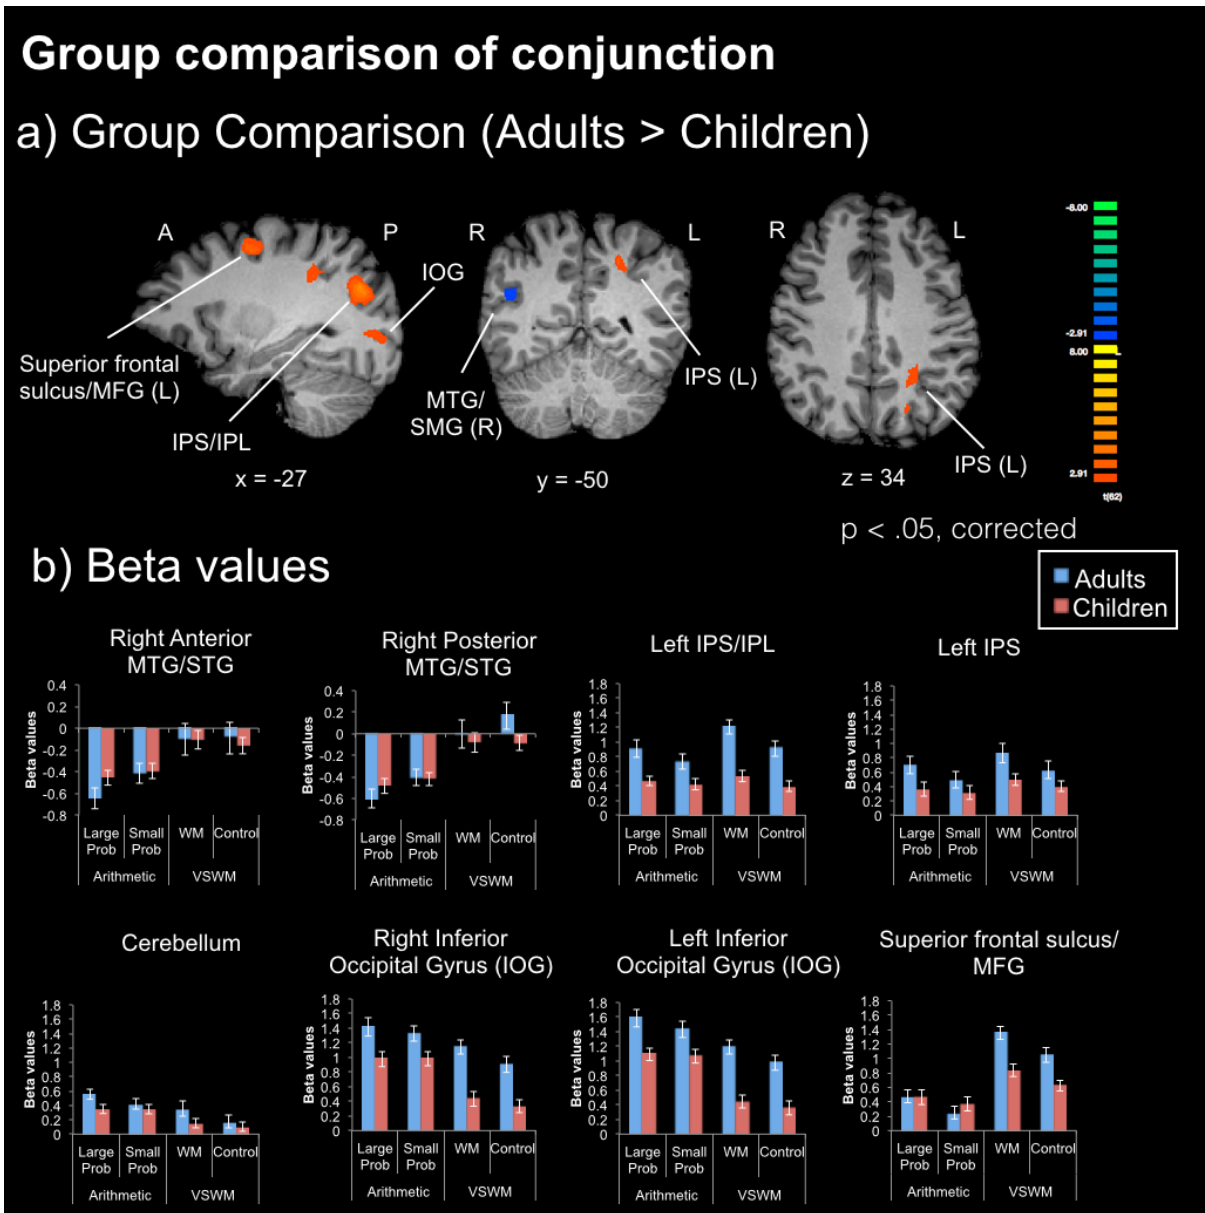 Group comparison of conjunction
a) Group Comparison (Adults > Children)
A
P
R
L
R
L
IOG
Superior frontal
sulcus/MFG (L)
IPS/IPL
MTG/
SMG (R)
IPS (L)
IPS (L)
x = -27
y = -50
z = 34
-8.00
-2.91
8.00
2.91
t(62)
p < .05, corrected
b) Beta values
Adults
Children
Right Anterior
MTG/STG
Beta values
0.4
0.2
0
-0.2
-0.4
-0.6
-0.8
Large
Prob
Small
Prob
WM
Control
Arithmetic
VSWM
Right Posterior
MTG/STG
Beta values
0.4
0.2
0
-0.2
-0.4
-0.6
-0.8
Large
Prob
Small
Prob
WM
Control
Arithmetic
VSWM
Left IPS/IPL
Beta values
1.8
1.6
1.4
1.2
1
0.8
0.6
0.4
0.2
0
Large
Prob
Small
Prob
WM
Control
Arithmetic
VSWM
Left IPS
Beta values
1.8
1.6
1.4
1.2
1
0.8
0.6
0.4
0.2
0
Large
Prob
Small
Prob
WM
Control
Arithmetic
VSWM
Cerebellum
Beta values
1.8
1.6
1.4
1.2
1
0.8
0.6
0.4
0.2
0
Large
Prob
Small
Prob
WM
Control
Arithmetic
VSWM
Right Inferior
Occipital Gyrus (IOG)
Beta values
1.8
1.6
1.4
1.2
1
0.8
0.6
0.4
0.2
0
Large
Prob
Small
Prob
WM
Control
Arithmetic
VSWM
Left Inferior
Occipital Gyrus (IOG)
Beta values
1.8
1.6
1.4
1.2
1
0.8
0.6
0.4
0.2
0
Large
Prob
Small
Prob
WM
Control
Arithmetic
VSWM
Superior frontal sulcus/
MFG
Beta values
1.8
1.6
1.4
1.2
1
0.8
0.6
0.4
0.2
0
Large
Prob
Small
Prob
WM
Control
Arithmetic
VSWM